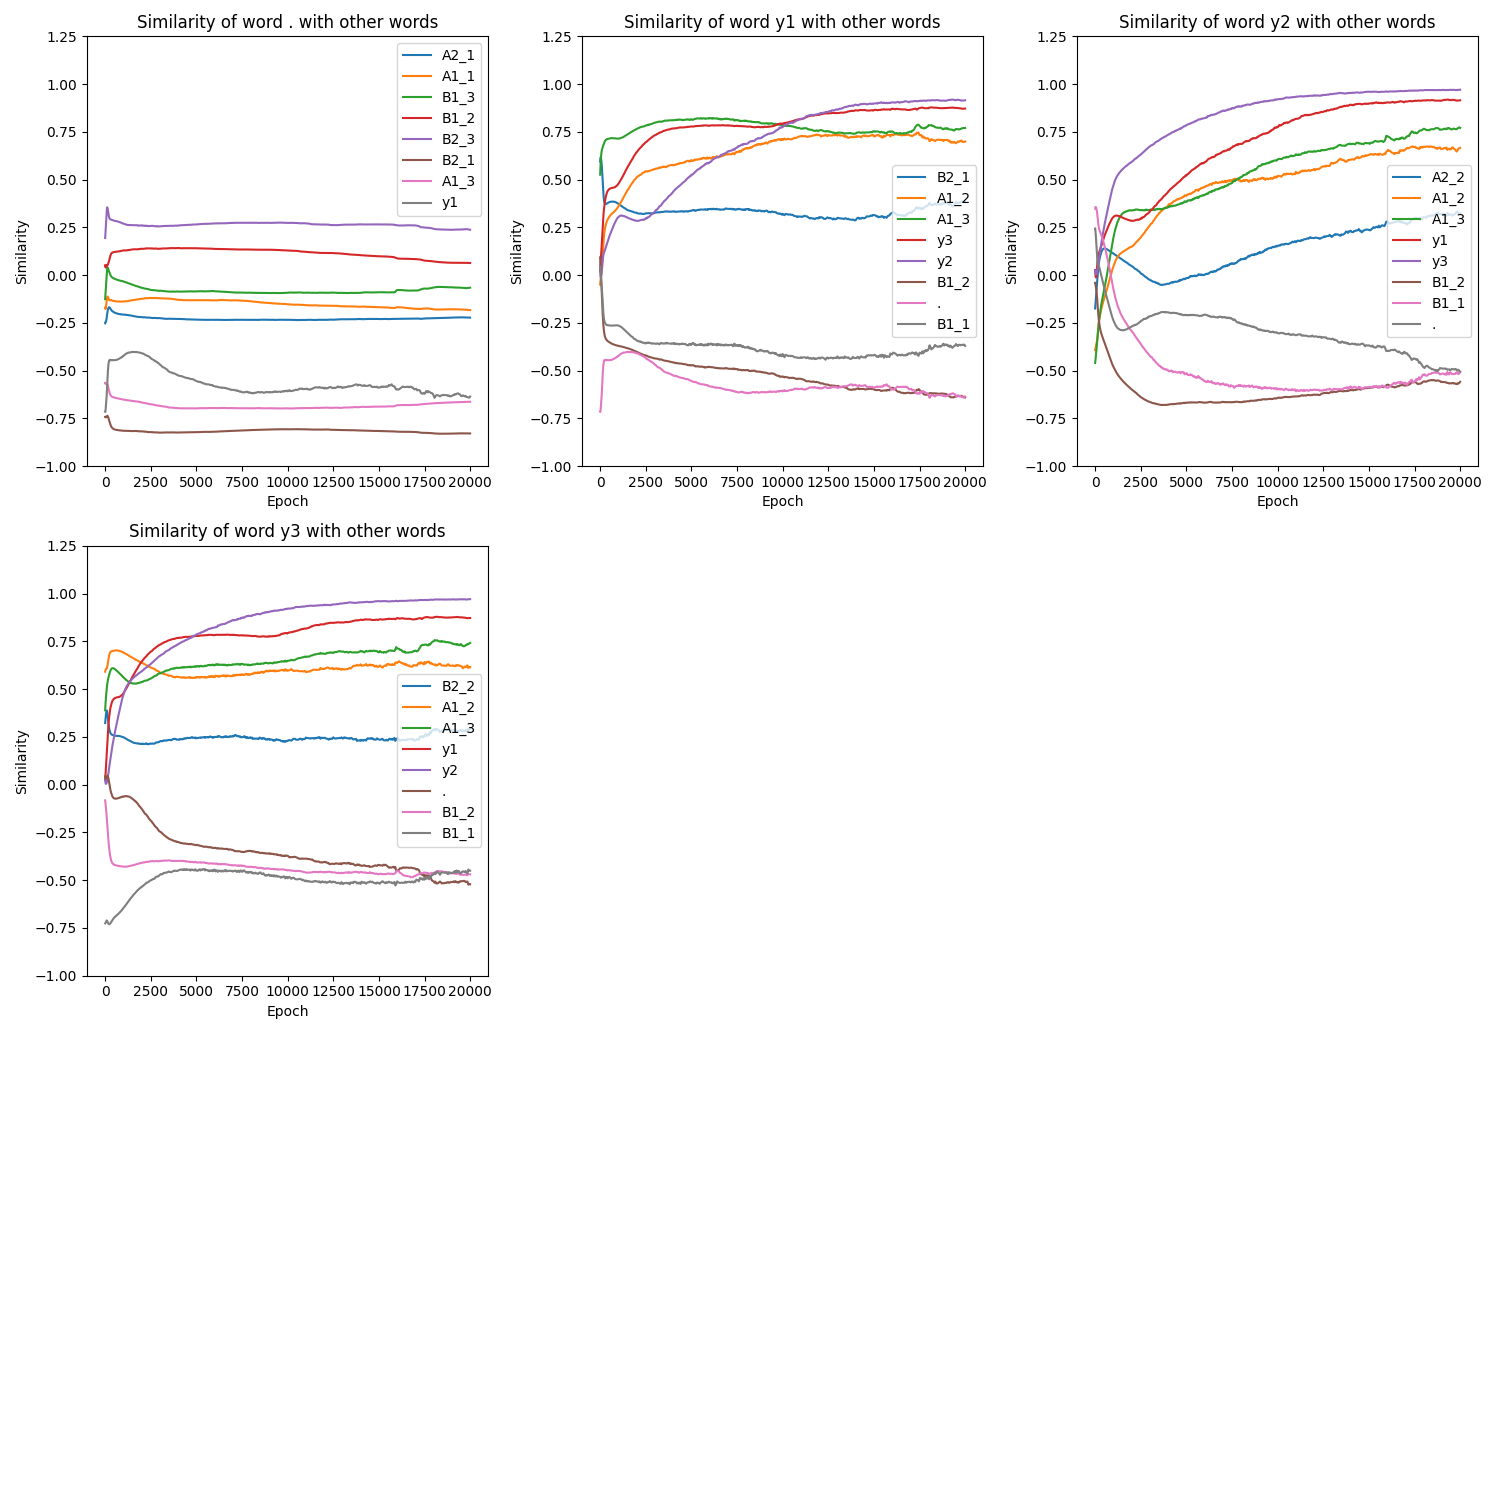 Similarity of word . with other words
1.25
1.00
0.75
0.50
0.25
0.00
−0.25
−0.50
−0.75
−1.00
Similarity
0 2500 5000 7500 10000 12500 15000 17500 20000
Epoch
A2_1
A1_1
B1_3
B1_2
B2_3
B2_1
A1_3
y1
Similarity of word y1 with other words
1.25
1.00
0.75
0.50
0.25
0.00
−0.25
−0.50
−0.75
−1.00
Similarity
0 2500 5000 7500 10000 12500 15000 17500 20000
Epoch
B2_1
A1_2
A1_3
y3
y2
B1_2
.
B1_1
Similarity of word y2 with other words
1.25
1.00
0.75
0.50
0.25
0.00
−0.25
−0.50
−0.75
−1.00
Similarity
0 2500 5000 7500 10000 12500 15000 17500 20000
Epoch
A2_2
A1_2
A1_3
y1
y3
B1_2
B1_1
.
Similarity of word y3 with other words
1.25
1.00
0.75
0.50
0.25
0.00
−0.25
−0.50
−0.75
−1.00
Similarity
0 2500 5000 7500 10000 12500 15000 17500 20000
Epoch
B2_2
A1_2
A1_3
y1
y2
.
B1_2
B1_1